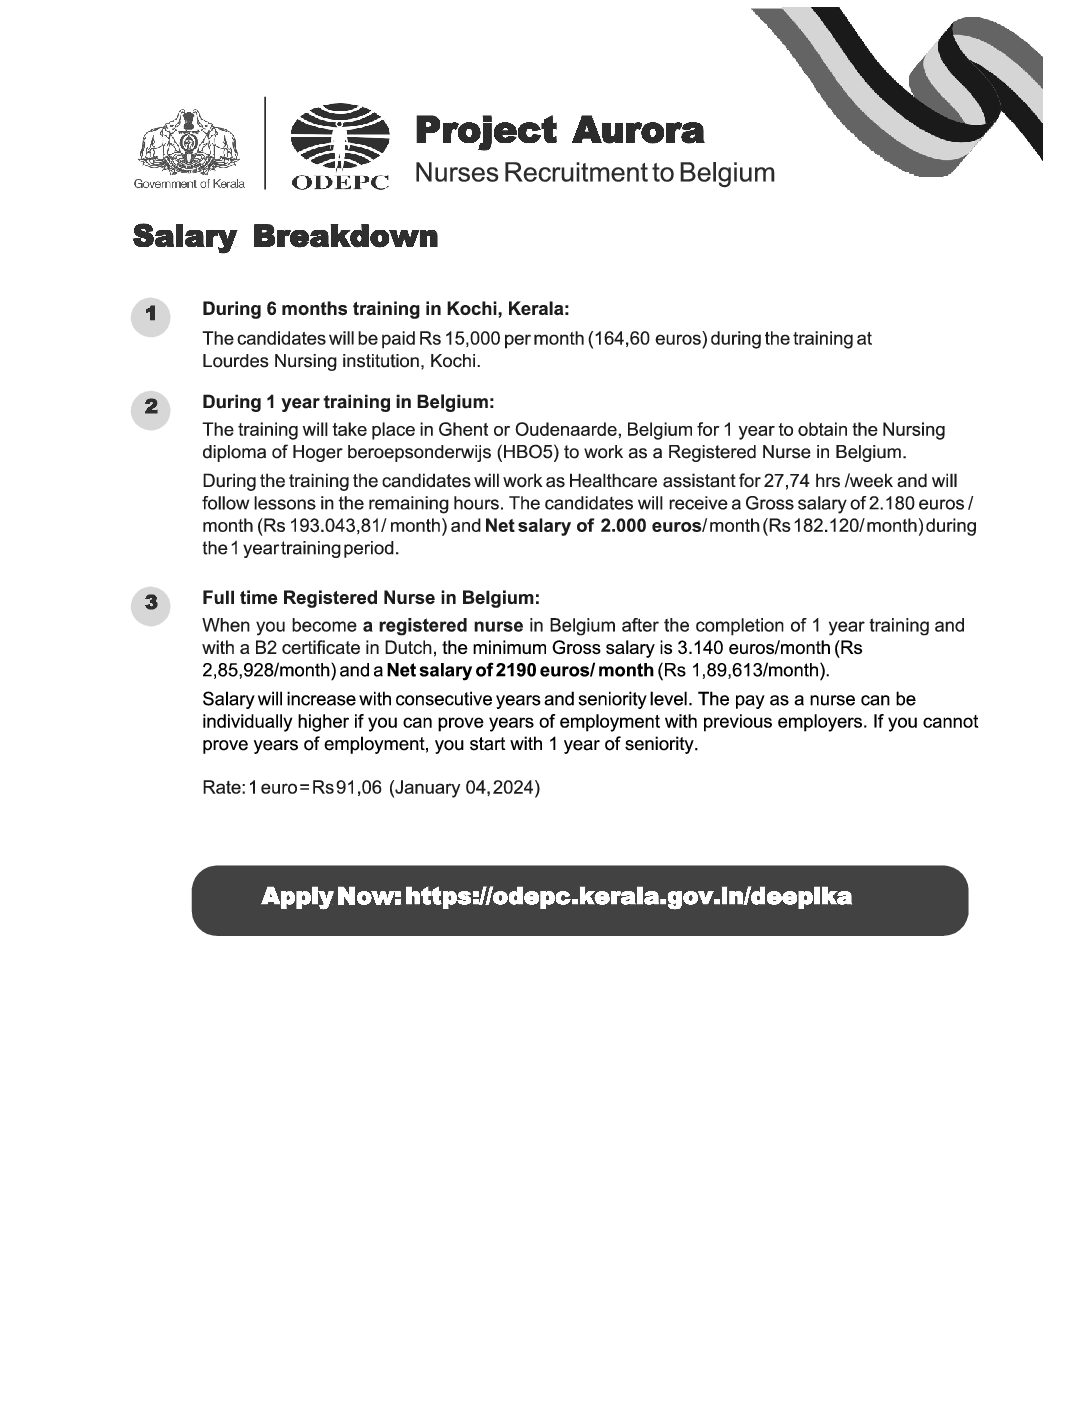 Government of Kerala
ODEPC
Project Aurora
Nurses Recruitment to Belgium
Salary Breakdown
1
During 6 months training in Kochi, Kerala:
The candidates will be paid Rs 15,000 per month (164,60 euros) during the training at
Lourdes Nursing institution, Kochi.
2
During 1 year training in Belgium:
The training will take place in Ghent or Oudenaarde, Belgium for 1 year to obtain the Nursing
diploma of Hoger beroepsonderwijs (HBO5) to work as a Registered Nurse in Belgium.
During the training the candidates will work as Healthcare assistant for 27,74 hrs /week and will
follow lessons in the remaining hours. The candidates will receive a Gross salary of 2.180 euros /
month (Rs 193.043,81/ month) and Net salary of 2.000 euros/month (Rs 182.120/ month) during
the 1 year training period.
3
Full time Registered Nurse in Belgium:
When you become a registered nurse in Belgium after the completion of 1 year training and
with a B2 certificate in Dutch, the minimum Gross salary is 3.140 euros/month (Rs
2,85,928/month) and a Net salary of 2190 euros/ month (Rs 1,89,613/month).
Salary will increase with consecutive years and seniority level. The pay as a nurse can be
individually higher if you can prove years of employment with previous employers. If you cannot
prove years of employment, you start with 1 year of seniority.
Rate: 1 euro = Rs 91,06 (January 04, 2024)
Apply Now: https://odepc.kerala.gov.in/deepika